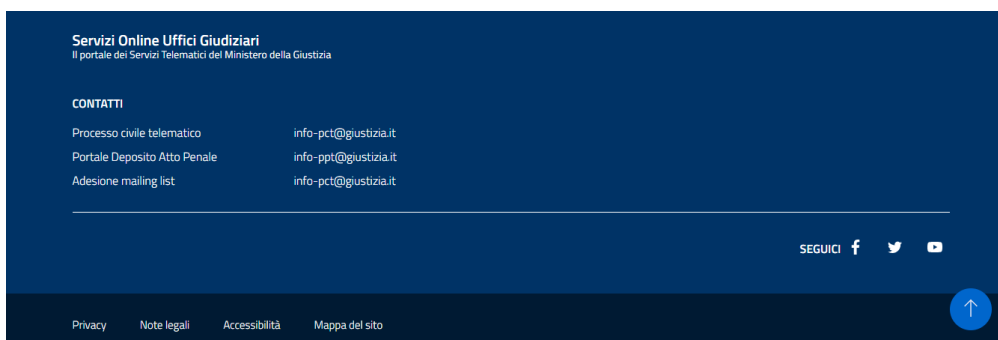 Servizi Online Uffici Giudiziari
Il portale dei Servizi Telematici del Ministero della Giustizia
CONTATTI
Processo civile telematico info-pct@giustizia.it
Portale Deposito Atto Penale info-ppt@giustizia.it
Adesione mailing list info-pct@giustizia.it
SEGUICI
Privacy Note legali Accessibilità Mappa del sito